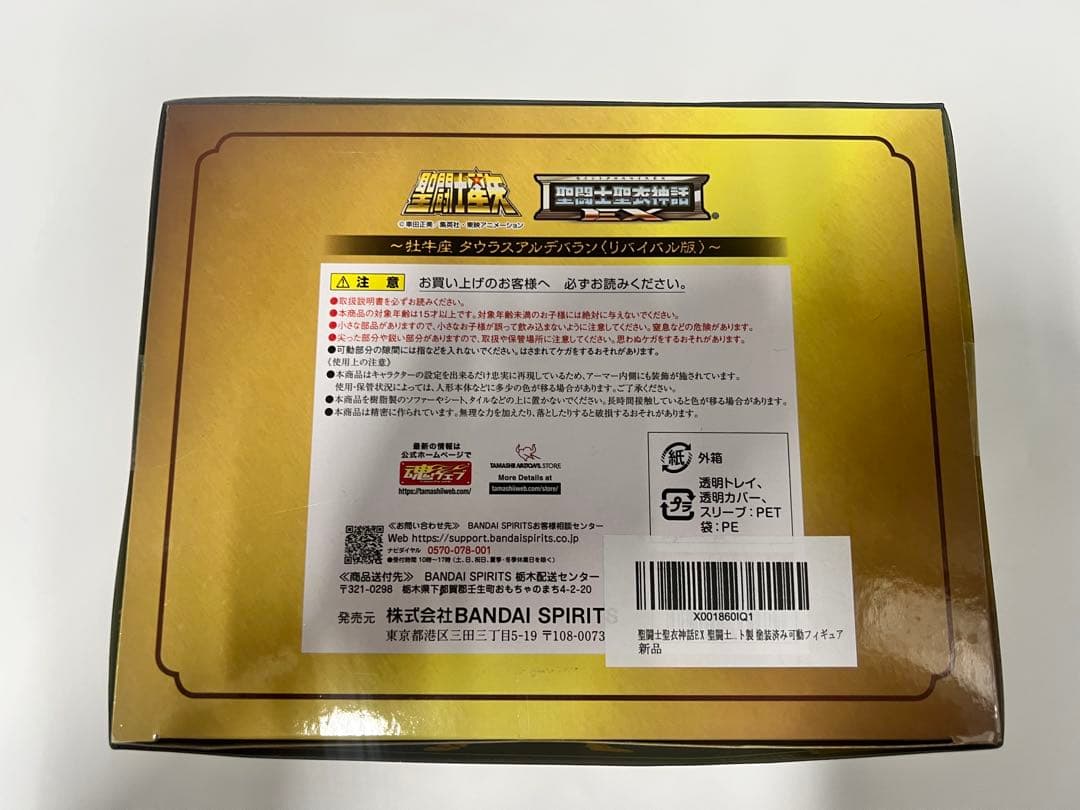 聖闘士星矢
聖闘士聖衣神話
EX
©車田正美／集英社・東映アニメーション
～牡牛座 タウラスアルデバラン〈リバイバル版〉～
⚠注 意 お買い上げのお客様へ 必ずお読みください。
●取扱説明書を必ずお読みください。
●本商品の対象年齢は15才以上です。対象年齢未満のお子様には絶対に与えないでください。
●小さな部品がありますので、小さなお子様が誤って飲み込まないように注意してください。窒息などの危険があります。
●尖った部分や鋭い部分がありますので、取扱や保管場所に注意してください。思わぬケガをするおそれがあります。
●可動部分の隙間には指などを入れないでください。はさまれてケガをするおそれがあります。
《使用上の注意》
●本商品はキャラクターの設定を出来るだけ忠実に再現しているため、アーマー内側にも装飾が施されています。
使用・保管状況によっては、人形本体などに多少の色が移る場合があります。ご了承ください。
●本商品を樹脂製のソファーやシート、タイルなどの上に置かないでください。長時間接触していると色が移る場合があります。
●本商品は精密に作られています。無理な力を加えたり、落としたりすると破損するおそれがあります。
最新の情報は
公式ホームページで
魂ウェブ
https://tamashiiweb.com/
TAMASHII NATIONS STORE
More Details at
tamashiiweb.com/store/
紙 外箱
プラ 透明トレイ、
透明カバー、
スリーブ：PET
袋：PE
≪お問い合わせ先≫ BANDAI SPIRITSお客様相談センター
Web https://support.bandaispirits.co.jp
ナビダイヤル 0570-078-001
●受付時間 10時～17時（土、日、祝日、夏季・冬季休業日を除く）
≪商品送付先≫ BANDAI SPIRITS 栃木配送センター
〒321-0298 栃木県下都賀郡壬生町おもちゃのまち4-2-20
発売元 株式会社BANDAI SPIRITS
東京都港区三田三丁目5-19 〒108-0073
X001860IQ1
聖闘士聖衣神話EX 聖闘士...ト製 塗装済み可動フィギュア
新品